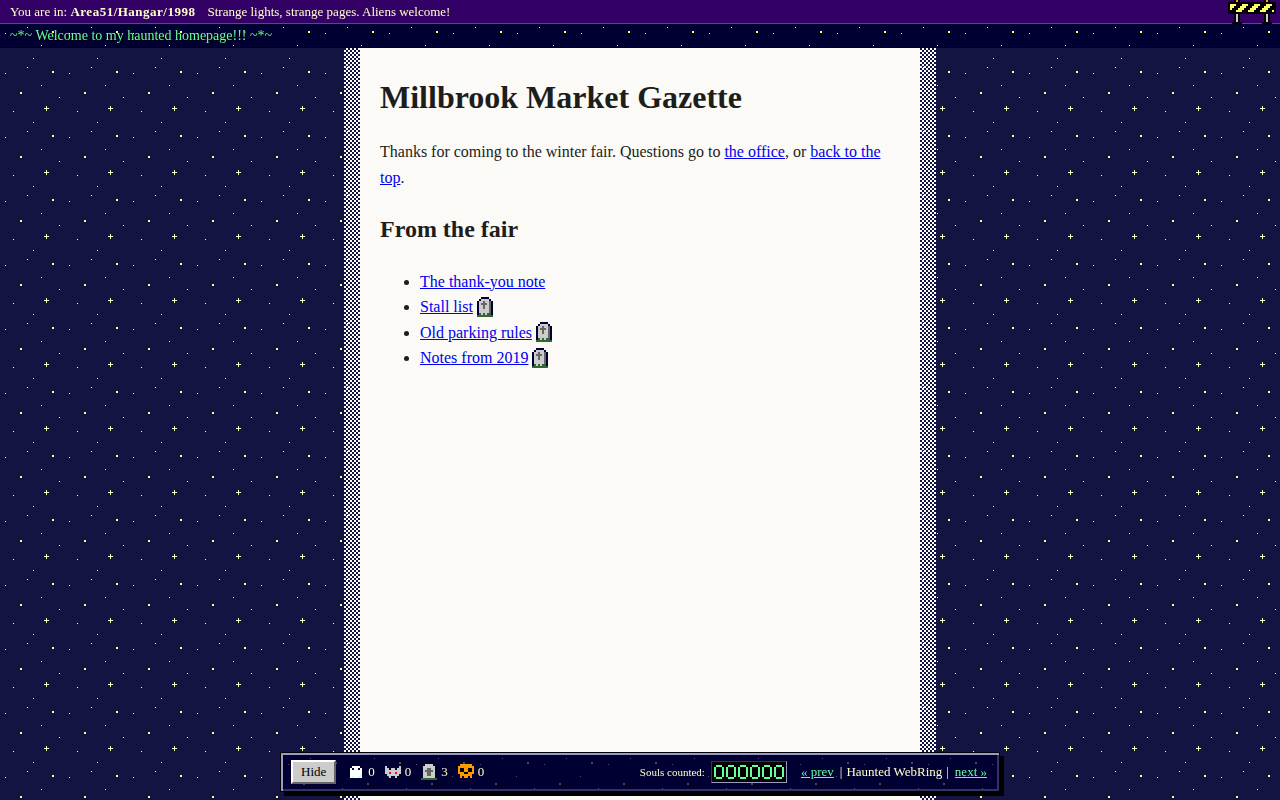 You are in: Area51/Hangar/1998 Strange lights, strange pages. Aliens welcome!
~*~ Welcome to my haunted homepage!!! ~*~
Millbrook Market Gazette
Thanks for coming to the winter fair. Questions go to the office, or back to the
top.
From the fair
The thank-you note
Stall list
Old parking rules
Notes from 2019
Hide 0 0 3 0 Souls counted: 000000 « prev | Haunted WebRing | next »